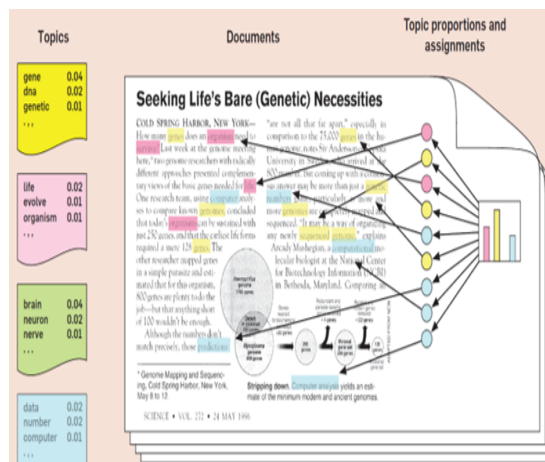 Topics
Documents
Topic proportions and
assignments
gene 0.04
dna 0.02
genetic 0.01
...
life 0.02
evolve 0.01
organism 0.01
...
brain 0.04
neuron 0.02
nerve 0.01
...
data 0.02
number 0.02
computer 0.01
...
Seeking Life's Bare (Genetic) Necessities
COLD SPRING HARBOR, NEW YORK—
How many genes does an organism need to
survive? Last week at the genome meeting
here,* two genome researchers with radically
different approaches presented complemen-
tary views of the basic genes needed for life.
One research team, using computer analy-
ses to compare known genomes, concluded
that today's organisms can be sustained with
just 250 genes, and that the earliest life forms
required a mere 128 genes. The
other researcher mapped genes
in a simple parasite and esti-
mated that for this organism,
800 genes are plenty to do the
job—but that anything short
of 100 wouldn't be enough.
Although the numbers don't
match precisely, those predictions
* Genome Mapping and Sequenc-
ing, Cold Spring Harbor, New York,
May 8 to 12.
"are not all that far apart," especially in
comparison to the 75,000 genes in the hu-
man genome, notes Siv Andersson
University in arrived at the
800 number. But coming up with a
sus answer may be more than just a genetic
numbers particularly as more and
more genomes are completely mapped and
sequenced. "It may be a way of organizing
any newly sequenced genome," explains
Arcady Mushegian, a computational mo-
lecular biologist at the National Center
for Biotechnology Information (NCBI)
in Bethesda, Maryland. Comparing an
Stripping down. Computer analysis yields an esti-
mate of the minimum modern and ancient genomes.
SCIENCE • VOL. 272 • 24 MAY 1996